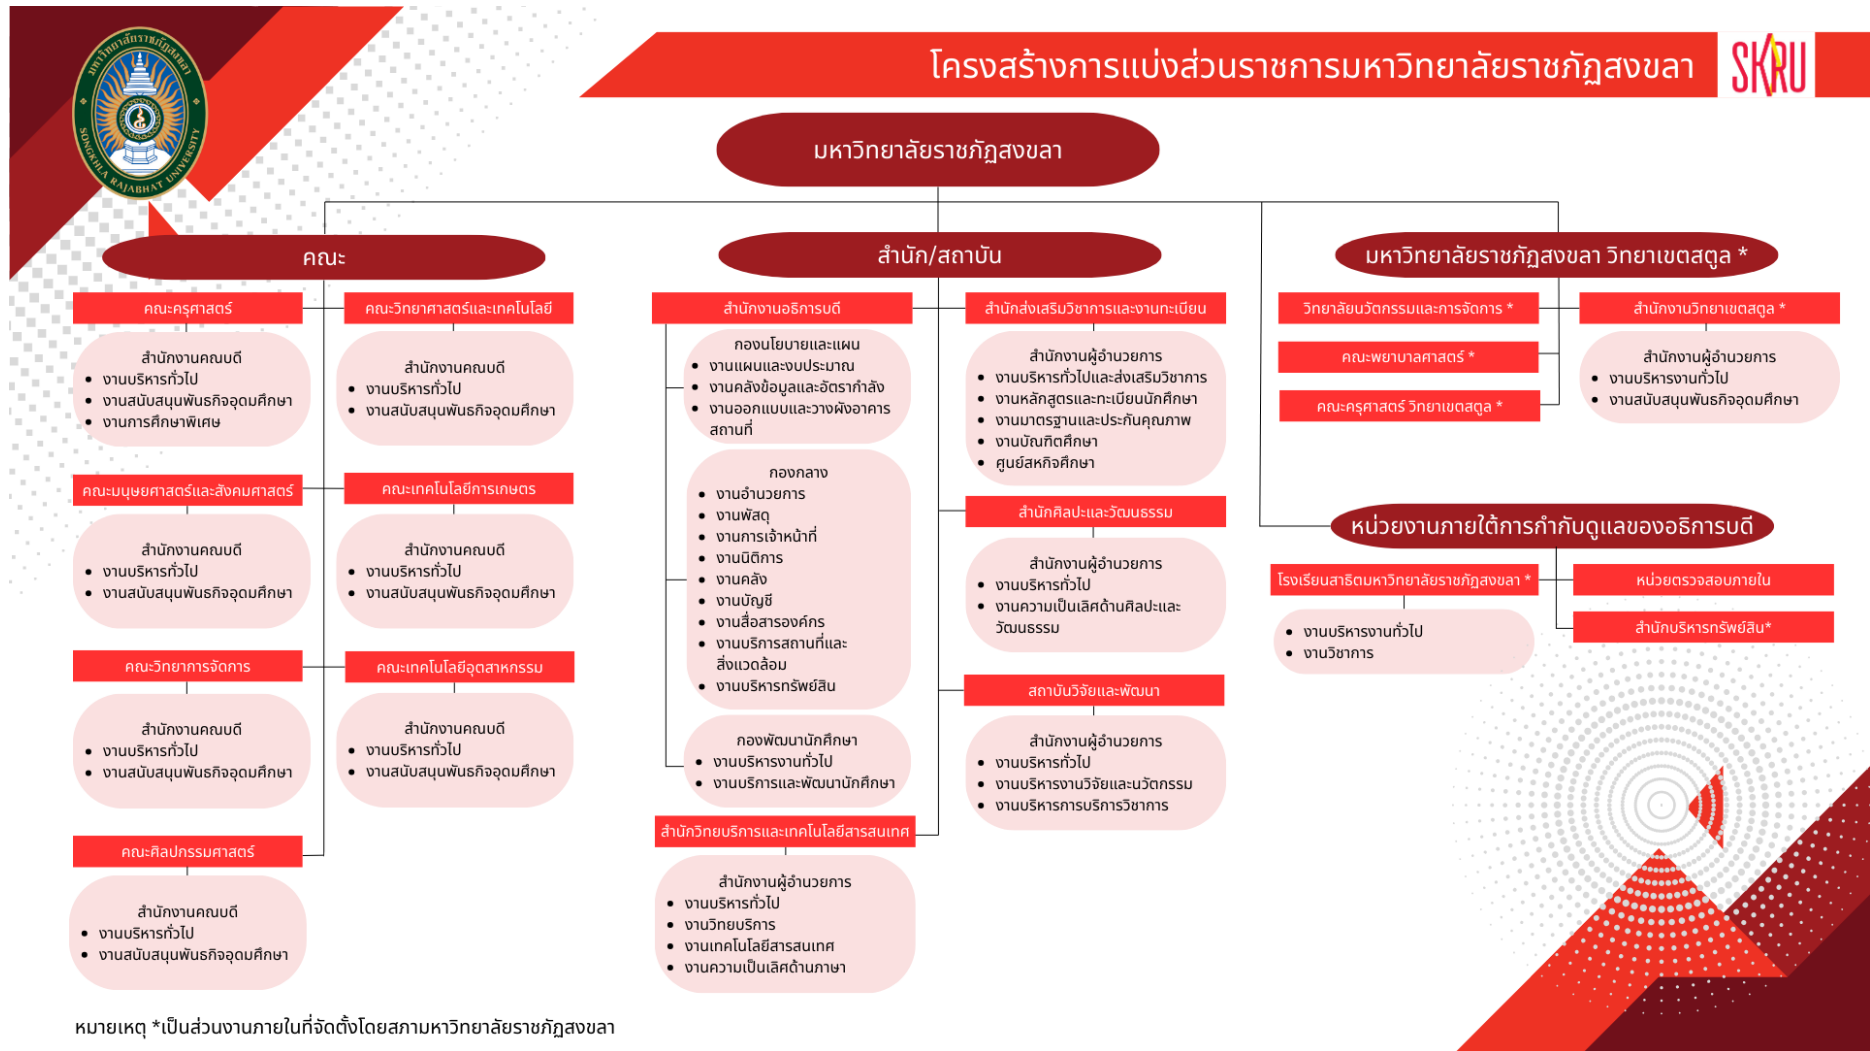 มหาวิทยาลัยราชภัฏสงขลา
SONGKHLA RAJABHAT UNIVERSITY
โครงสร้างการแบ่งส่วนราชการมหาวิทยาลัยราชภัฏสงขลา
SKRU
มหาวิทยาลัยราชภัฏสงขลา
คณะ
คณะครุศาสตร์
สำนักงานคณบดี
งานบริหารทั่วไป
งานสนับสนุนพันธกิจอุดมศึกษา
งานการศึกษาพิเศษ
คณะวิทยาศาสตร์และเทคโนโลยี
สำนักงานคณบดี
งานบริหารทั่วไป
งานสนับสนุนพันธกิจอุดมศึกษา
คณะมนุษยศาสตร์และสังคมศาสตร์
สำนักงานคณบดี
งานบริหารทั่วไป
งานสนับสนุนพันธกิจอุดมศึกษา
คณะเทคโนโลยีการเกษตร
สำนักงานคณบดี
งานบริหารทั่วไป
งานสนับสนุนพันธกิจอุดมศึกษา
คณะวิทยาการจัดการ
สำนักงานคณบดี
งานบริหารทั่วไป
งานสนับสนุนพันธกิจอุดมศึกษา
คณะเทคโนโลยีอุตสาหกรรม
สำนักงานคณบดี
งานบริหารทั่วไป
งานสนับสนุนพันธกิจอุดมศึกษา
คณะศิลปกรรมศาสตร์
สำนักงานคณบดี
งานบริหารทั่วไป
งานสนับสนุนพันธกิจอุดมศึกษา
สำนัก/สถาบัน
สำนักงานอธิการบดี
กองนโยบายและแผน
งานแผนและงบประมาณ
งานคลังข้อมูลและอัตรากำลัง
งานออกแบบและวางผังอาคาร
สถานที่
กองกลาง
งานอำนวยการ
งานพัสดุ
งานการเจ้าหน้าที่
งานนิติการ
งานคลัง
งานบัญชี
งานสื่อสารองค์กร
งานบริการสถานที่และ
สิ่งแวดล้อม
งานบริหารทรัพย์สิน
กองพัฒนานักศึกษา
งานบริหารงานทั่วไป
งานบริการและพัฒนานักศึกษา
สำนักวิทยบริการและเทคโนโลยีสารสนเทศ
สำนักงานผู้อำนวยการ
งานบริหารทั่วไป
งานวิทยบริการ
งานเทคโนโลยีสารสนเทศ
งานความเป็นเลิศด้านภาษา
สำนักส่งเสริมวิชาการและงานทะเบียน
สำนักงานผู้อำนวยการ
งานบริหารทั่วไปและส่งเสริมวิชาการ
งานหลักสูตรและทะเบียนนักศึกษา
งานมาตรฐานและประกันคุณภาพ
งานบัณฑิตศึกษา
ศูนย์สหกิจศึกษา
สำนักศิลปะและวัฒนธรรม
สำนักงานผู้อำนวยการ
งานบริหารทั่วไป
งานความเป็นเลิศด้านศิลปะและ
วัฒนธรรม
สถาบันวิจัยและพัฒนา
สำนักงานผู้อำนวยการ
งานบริหารทั่วไป
งานบริหารงานวิจัยและนวัตกรรม
งานบริหารการบริการวิชาการ
มหาวิทยาลัยราชภัฏสงขลา วิทยาเขตสตูล *
วิทยาลัยนวัตกรรมและการจัดการ *
คณะพยาบาลศาสตร์ *
คณะครุศาสตร์ วิทยาเขตสตูล *
สำนักงานวิทยาเขตสตูล *
สำนักงานผู้อำนวยการ
งานบริหารงานทั่วไป
งานสนับสนุนพันธกิจอุดมศึกษา
หน่วยงานภายใต้การกำกับดูแลของอธิการบดี
โรงเรียนสาธิตมหาวิทยาลัยราชภัฏสงขลา *
งานบริหารงานทั่วไป
งานวิชาการ
หน่วยตรวจสอบภายใน
สำนักบริหารทรัพย์สิน*
หมายเหตุ *เป็นส่วนงานภายในที่จัดตั้งโดยสภามหาวิทยาลัยราชภัฏสงขลา